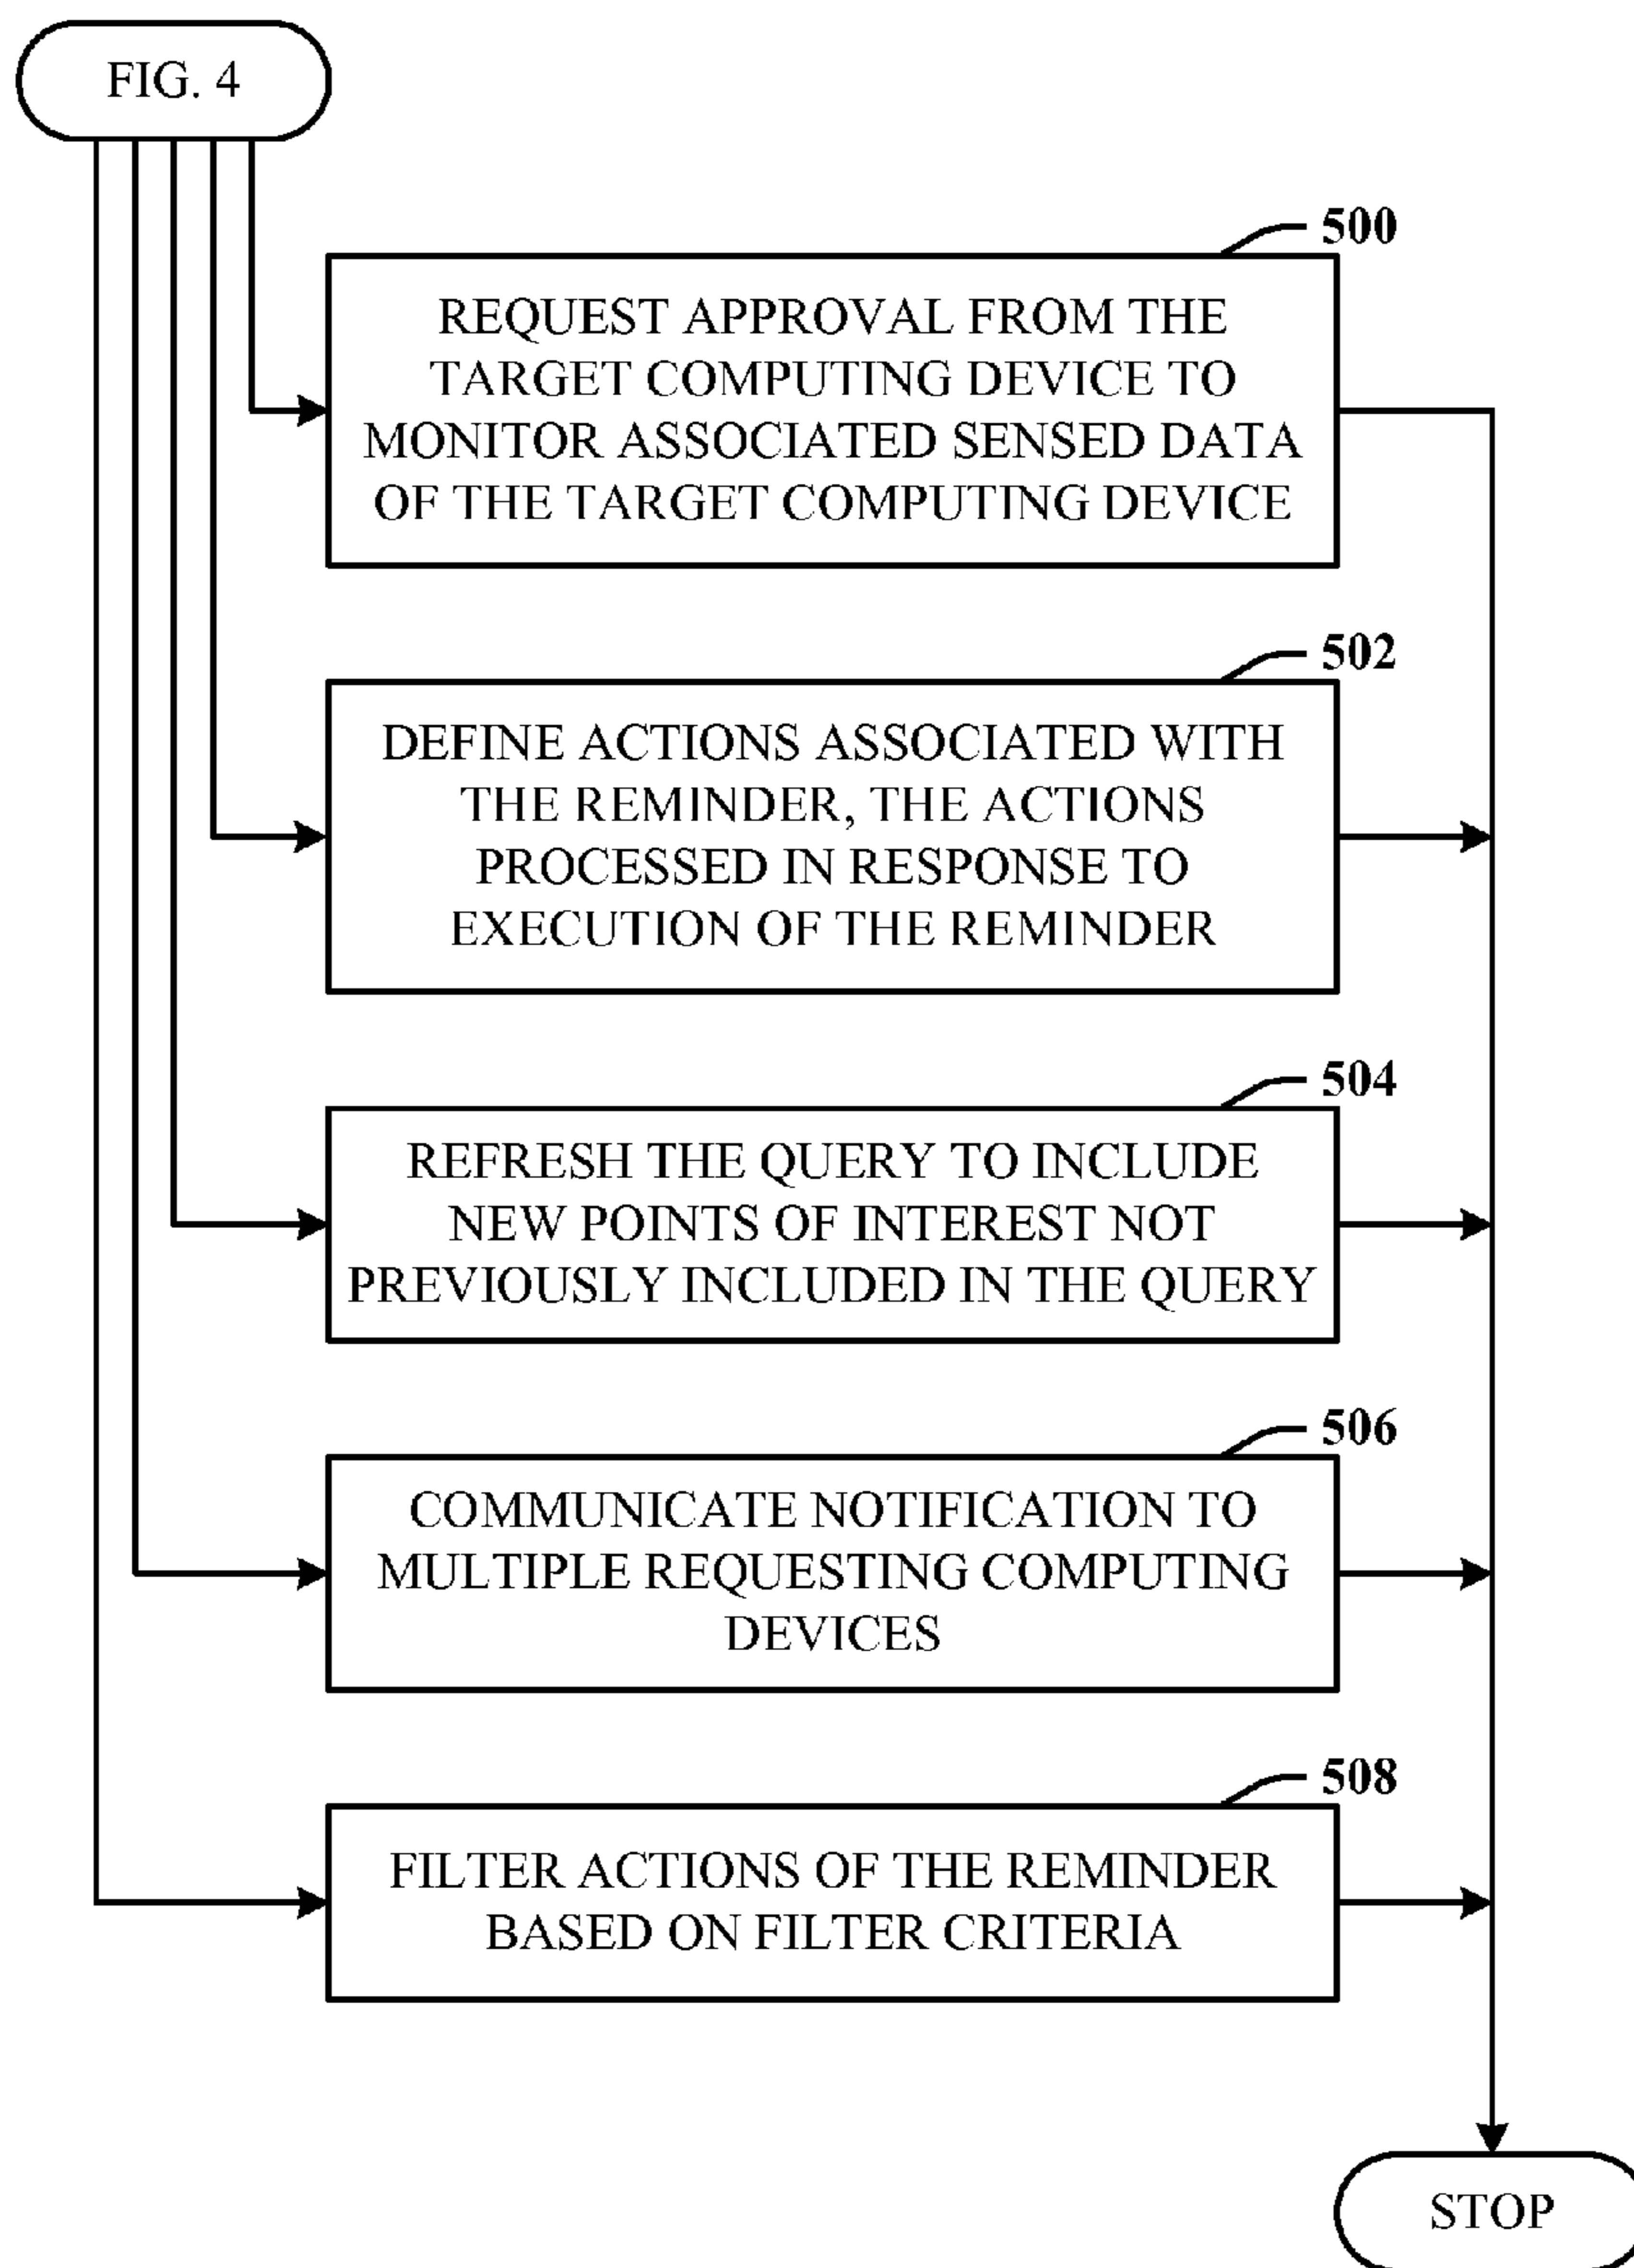 FIG. 4
500
REQUEST APPROVAL FROM THE
TARGET COMPUTING DEVICE TO
MONITOR ASSOCIATED SENSED DATA
OF THE TARGET COMPUTING DEVICE
502
DEFINE ACTIONS ASSOCIATED WITH
THE REMINDER, THE ACTIONS
PROCESSED IN RESPONSE TO
EXECUTION OF THE REMINDER
504
REFRESH THE QUERY TO INCLUDE
NEW POINTS OF INTEREST NOT
PREVIOUSLY INCLUDED IN THE QUERY
506
COMMUNICATE NOTIFICATION TO
MULTIPLE REQUESTING COMPUTING
DEVICES
508
FILTER ACTIONS OF THE REMINDER
BASED ON FILTER CRITERIA
STOP